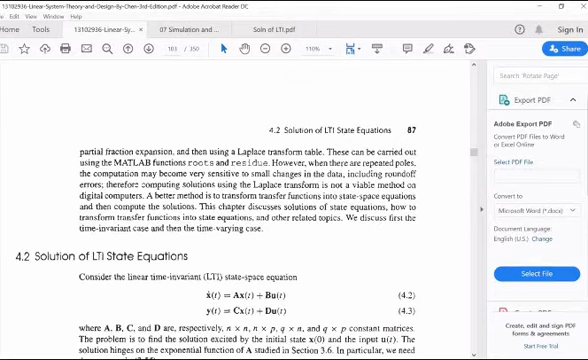 13102936-Linear-System-Theory-and-Design-By-Chen-3rd-Edition.pdf - Adobe Acrobat Reader DC
Edit View Window Help
Home Tools 13102936-Linear-Sy... × 07 Simulation and ... Soln of LTI.pdf Sign In
103 / 350 110% Share
4.2 Solution of LTI State Equations 87
partial fraction expansion, and then using a Laplace transform table. These can be carried out
using the MATLAB functions roots and residue. However, when there are repeated poles,
the computation may become very sensitive to small changes in the data, including roundoff
errors; therefore computing solutions using the Laplace transform is not a viable method on
digital computers. A better method is to transform transfer functions into state-space equations
and then compute the solutions. This chapter discusses solutions of state equations, how to
transform transfer functions into state equations, and other related topics. We discuss first the
time-invariant case and then the time-varying case.
4.2 Solution of LTI State Equations
Consider the linear time-invariant (LTI) state-space equation
ẋ(t) = Ax(t) + Bu(t) (4.2)
y(t) = Cx(t) + Du(t) (4.3)
where A, B, C, and D are, respectively, n × n, n × p, q × n, and q × p constant matrices.
The problem is to find the solution excited by the initial state x(0) and the input u(t). The
solution hinges on the exponential function of A studied in Section 3.6. In particular, we need
Search 'Rotate Page'
Export PDF
Adobe Export PDF
Convert PDF Files to Word
or Excel Online
Select PDF File
Convert to
Microsoft Word (*.docx)
Document Language:
English (U.S.) Change
Select File
Create, edit and sign PDF
forms & agreements
Start Free Trial